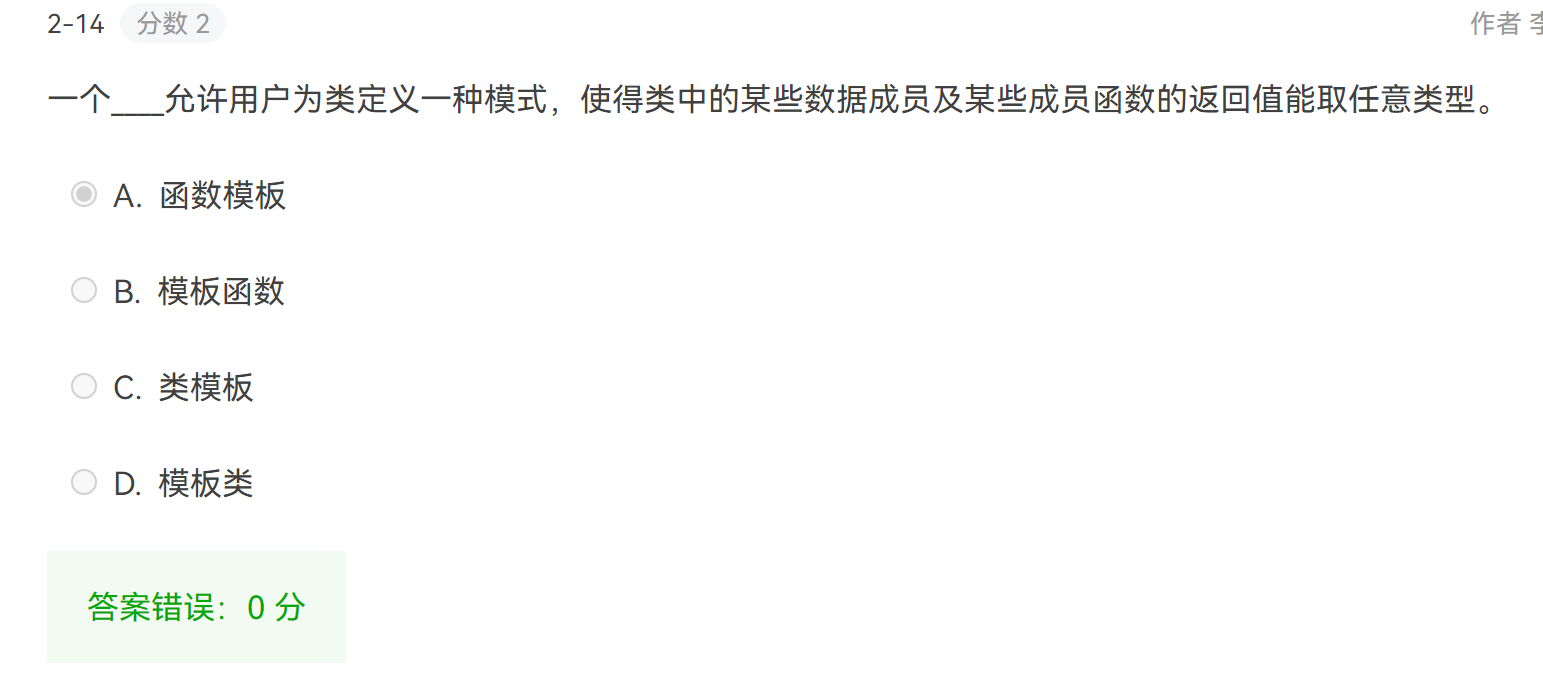 2-14 分数 2 作者 李
一个____允许用户为类定义一种模式，使得类中的某些数据成员及某些成员函数的返回值能取任意类型。
A. 函数模板
B. 模板函数
C. 类模板
D. 模板类
答案错误：0 分